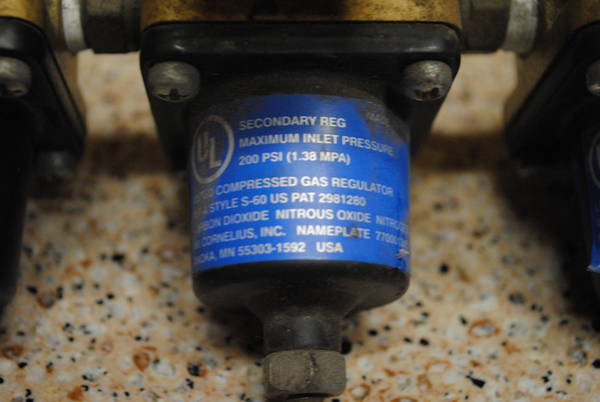 SECONDARY REG MADE
UL
MAXIMUM INLET PRESSURE
200 PSI (1.38 MPA)
COMPRESSED GAS REGULATOR
STYLE S-60 US PAT 2981280
DIOXIDE NITROUS OXIDE
CORNELIUS, INC. NAMEPLATE
MN 55303-1592 USA